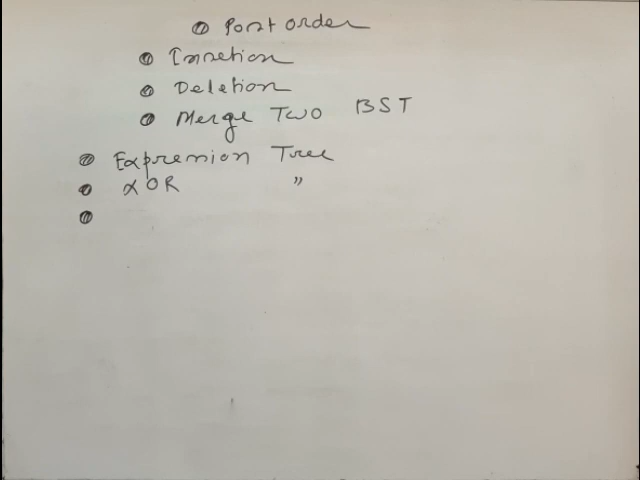 Post order
Insertion
Deletion
Merge Two BST
Expression Tree
XOR "